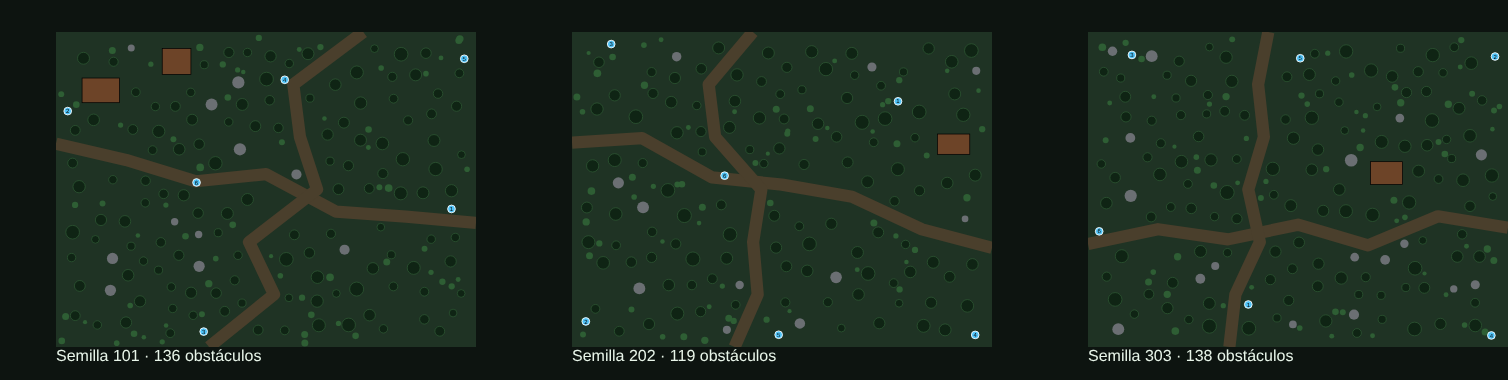 Semilla 101 · 136 obstáculos
Semilla 202 · 119 obstáculos
Semilla 303 · 138 obstáculos